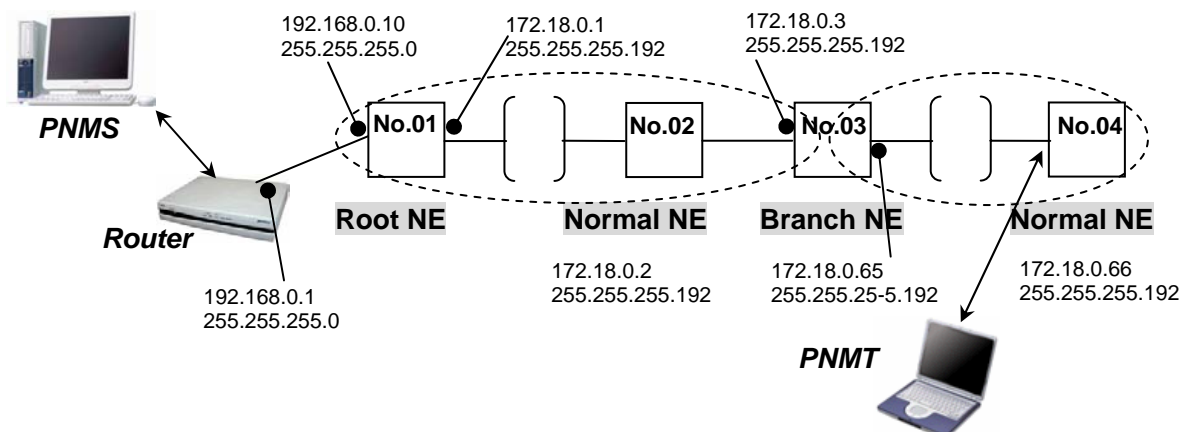 192.168.0.10
255.255.255.0
172.18.0.1
255.255.255.192
172.18.0.3
255.255.255.192
PNMS
No.01
No.02
No.03
No.04
Router
Root NE
Normal NE
Branch NE
Normal NE
192.168.0.1
255.255.255.0
172.18.0.2
255.255.255.192
172.18.0.65
255.255.25-5.192
172.18.0.66
255.255.255.192
PNMT